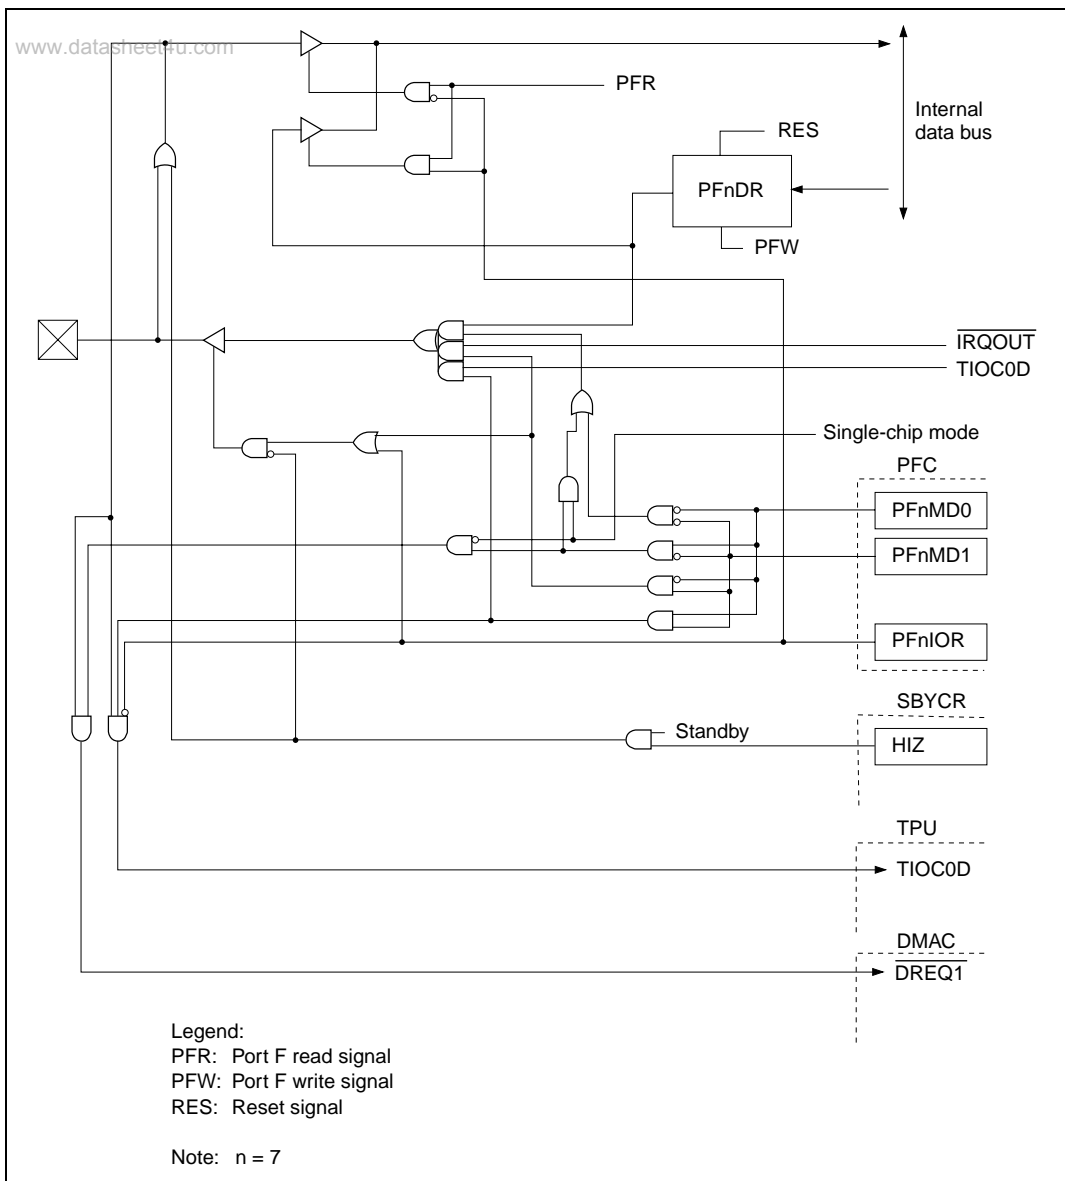 www.datasheet4u.com
PFR
Internal
data bus
RES
PFnDR
PFW
IRQOUT
TIOC0D
Single-chip mode
PFC
PFnMD0
PFnMD1
PFnIOR
SBYCR
Standby
HIZ
TPU
TIOC0D
DMAC
DREQ1
Legend:
PFR: Port F read signal
PFW: Port F write signal
RES: Reset signal
Note: n = 7